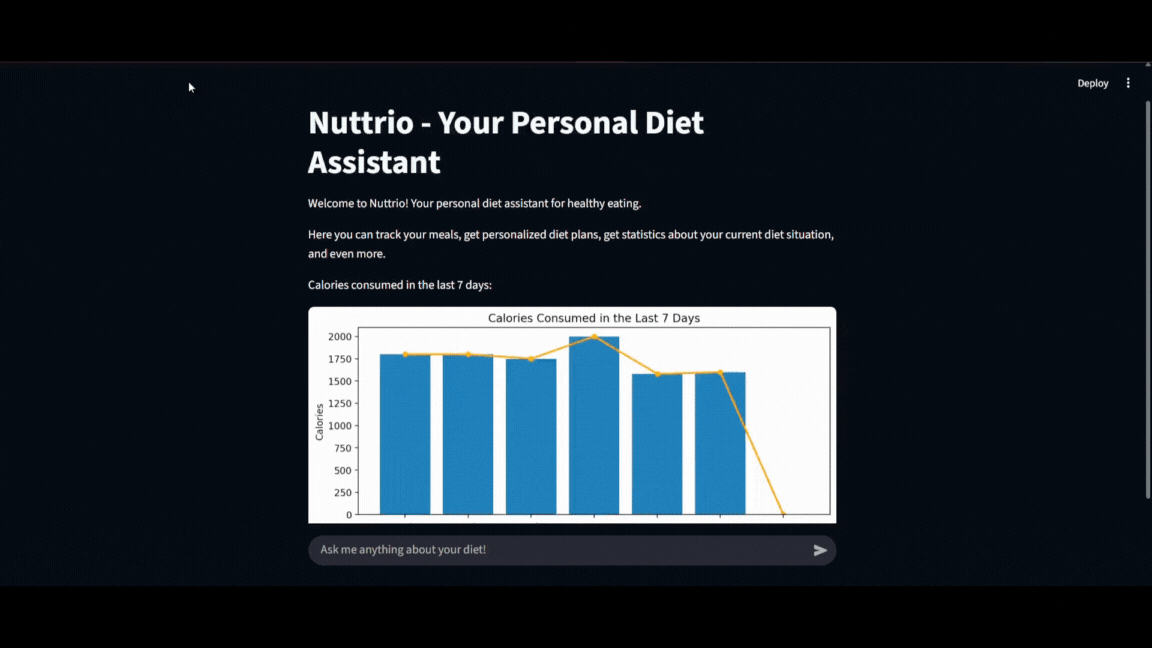 Deploy
Nuttrio - Your Personal Diet
Assistant
Welcome to Nuttrio! Your personal diet assistant for healthy eating.
Here you can track your meals, get personalized diet plans, get statistics about your current diet situation,
and even more.
Calories consumed in the last 7 days:
Calories Consumed in the Last 7 Days
2000
1750
1500
1250
1000
750
500
250
0
Calories
Ask me anything about your diet!